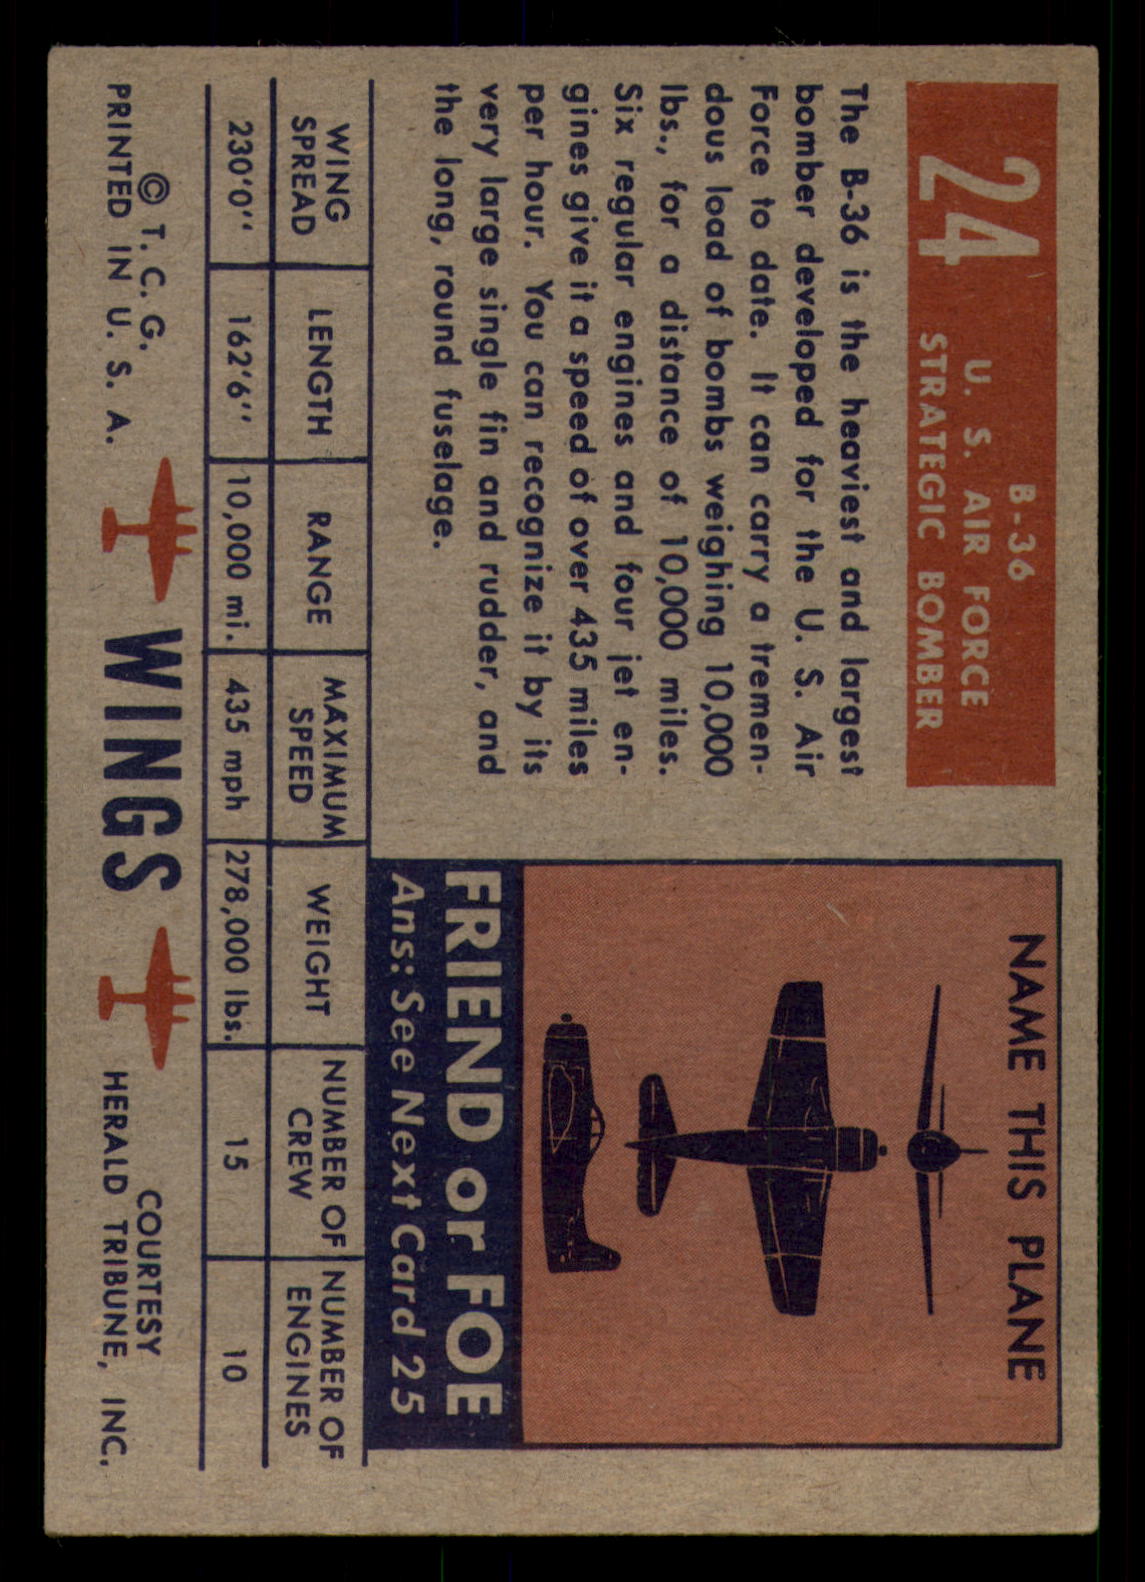 24
B-36
U. S. AIR FORCE
STRATEGIC BOMBER
The B-36 is the heaviest and largest
bomber developed for the U. S. Air
Force to date. It can carry a tremen-
dous load of bombs weighing 10,000
lbs., for a distance of 10,000 miles.
Six regular engines and four jet en-
gines give it a speed of over 435 miles
per hour. You can recognize it by its
very large single fin and rudder, and
the long, round fuselage.
NAME THIS PLANE
FRIEND or FOE
Ans: See Next Card 25
WING SPREAD LENGTH RANGE MAXIMUM SPEED WEIGHT NUMBER OF CREW NUMBER OF ENGINES
230'0'' 162'6'' 10,000 mi. 435 mph 278,000 lbs. 15 10
© T. C. G.
PRINTED IN U. S. A.
WINGS
COURTESY
HERALD TRIBUNE, INC.